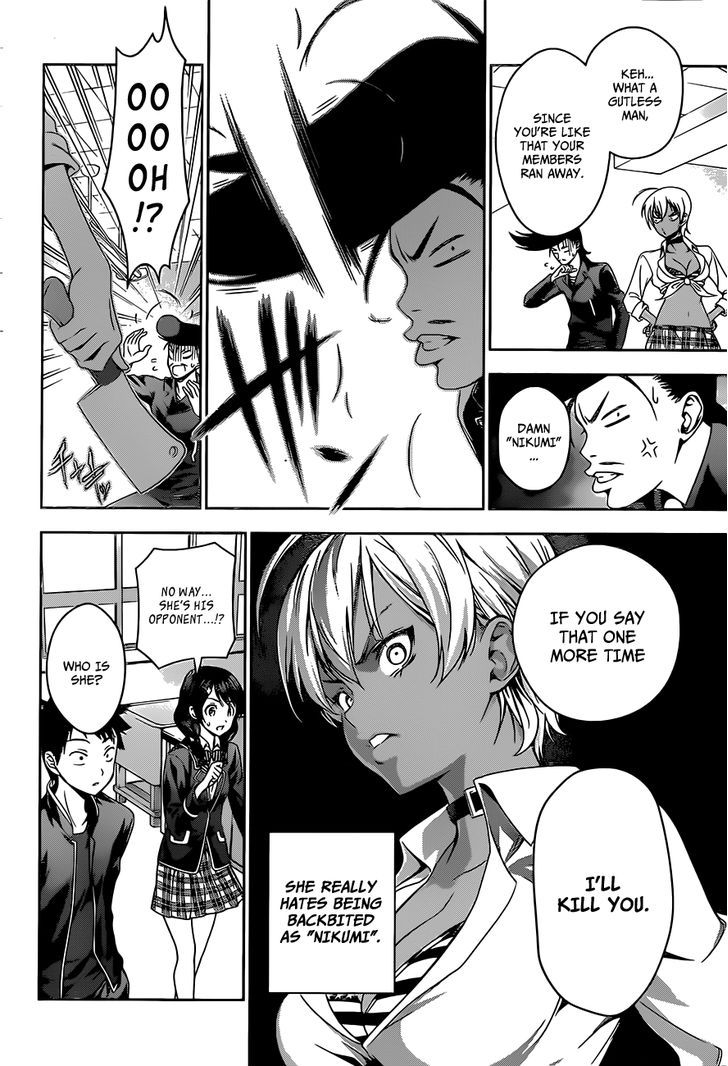 KEH...
WHAT A
GUTLESS
MAN,
SINCE
YOU'RE LIKE
THAT YOUR
MEMBERS
RAN AWAY.
DAMN
"NIKUMI"
...
OO
OO
OH
!?
IF YOU SAY
THAT ONE
MORE TIME
I'LL
KILL YOU.
SHE REALLY
HATES BEING
BACKBITED
AS "NIKUMI".
NO WAY...
SHE'S HIS
OPPONENT...!?
WHO IS
SHE?